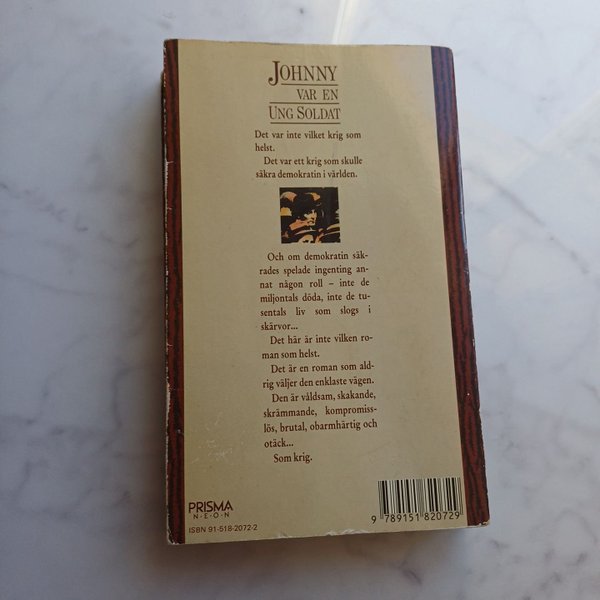 JOHNNY
VAR EN
UNG SOLDAT
Det var inte vilket krig som
helst.
Det var ett krig som skulle
säkra demokratin i världen.
Och om demokratin säk-
rades spelade ingenting an-
nat någon roll – inte de
miljontals döda, inte de tu-
sentals liv som slogs i
skärvor...
Det här är inte vilken ro-
man som helst.
Det är en roman som ald-
rig väljer den enklaste vägen.
Den är våldsam, skakande,
skrämmande, kompromiss-
lös, brutal, obarmhärtig och
otäck...
Som krig.
PRISMA
N·E·O·N
ISBN 91-518-2072-2
9 789151 820729